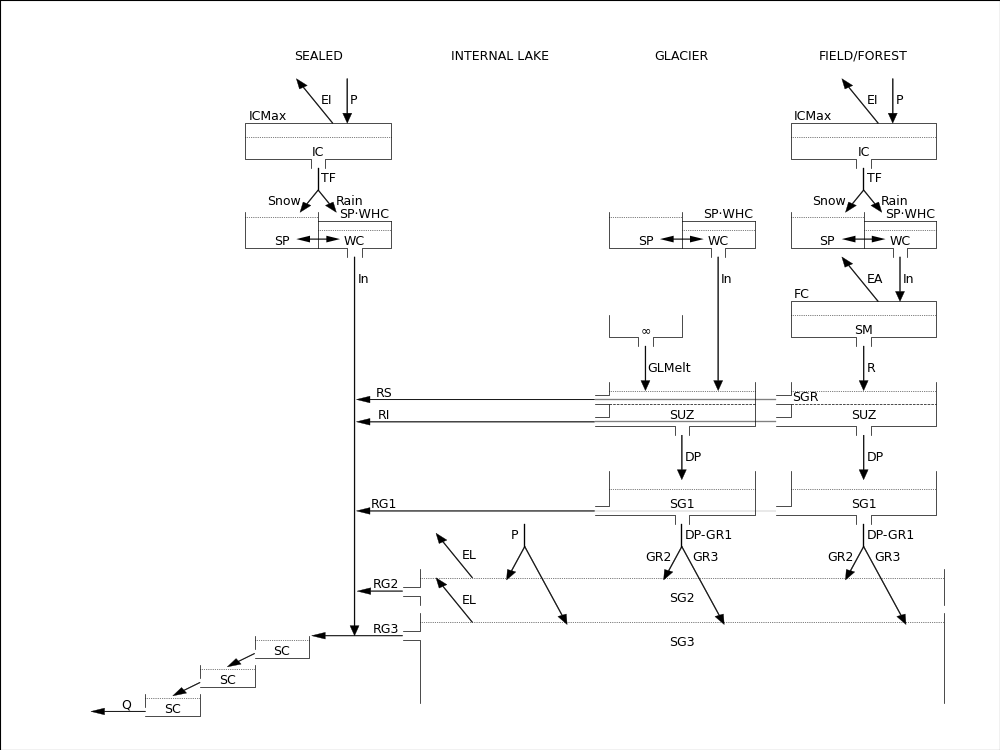 SEALED INTERNAL LAKE GLACIER FIELD/FOREST
EI P EI P
ICMax ICMax
IC IC
TF TF
Snow Rain Snow Rain
SP·WHC SP·WHC SP·WHC
SP WC SP WC SP WC
In In EA In
FC
∞ SM
GLMelt R
RS SGR
RI SUZ SUZ
DP DP
RG1 SG1 SG1
P DP-GR1 DP-GR1
EL GR2 GR3 GR2 GR3
RG2
EL SG2
RG3
SG3
SC
SC
Q SC